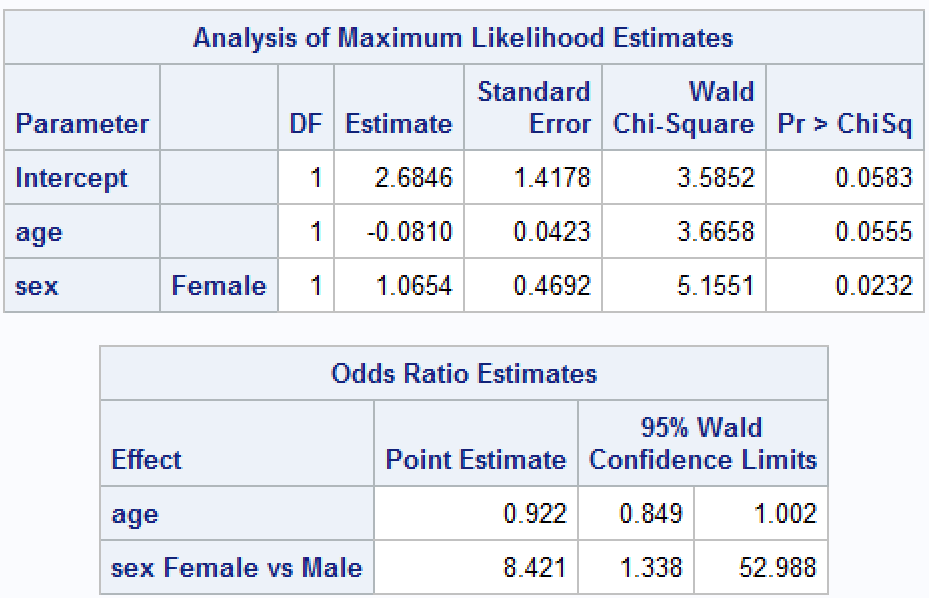 Analysis of Maximum Likelihood Estimates
Parameter DF Estimate Standard Error Wald Chi-Square Pr > ChiSq
Intercept 1 2.6846 1.4178 3.5852 0.0583
age 1 -0.0810 0.0423 3.6658 0.0555
sex Female 1 1.0654 0.4692 5.1551 0.0232
Odds Ratio Estimates
Effect Point Estimate 95% Wald Confidence Limits
age 0.922 0.849 1.002
sex Female vs Male 8.421 1.338 52.988